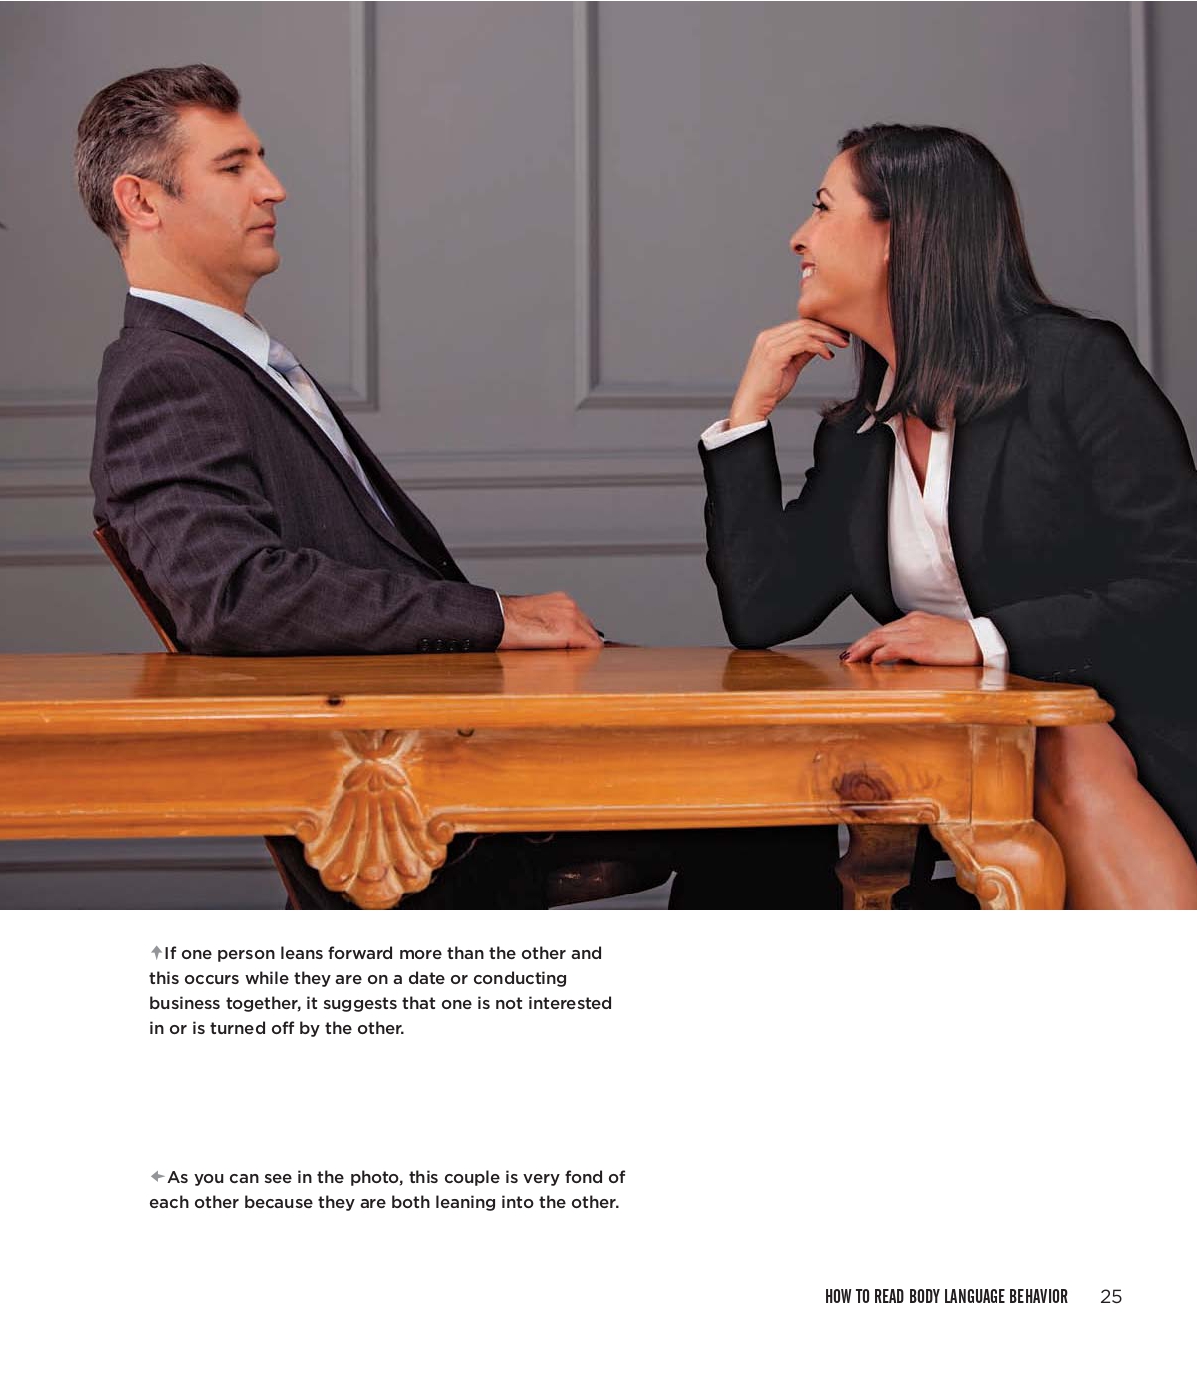 If one person leans forward more than the other and
this occurs while they are on a date or conducting
business together, it suggests that one is not interested
in or is turned off by the other.
As you can see in the photo, this couple is very fond of
each other because they are both leaning into the other.
HOW TO READ BODY LANGUAGE BEHAVIOR 25